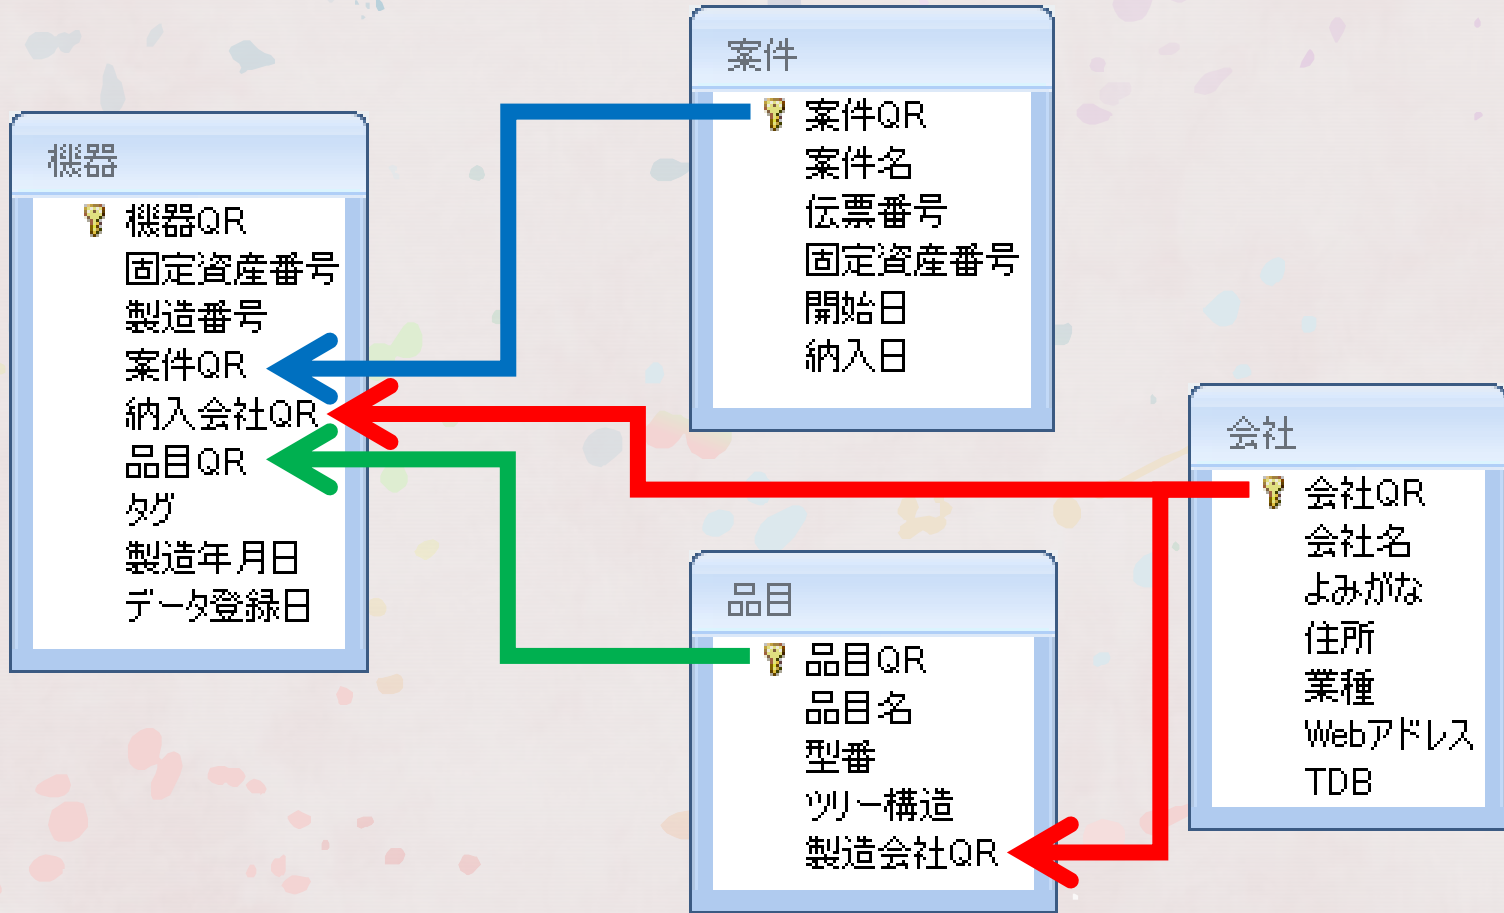 機器
機器QR
固定資産番号
製造番号
案件QR
納入会社QR
品目QR
タグ
製造年月日
データ登録日
案件
案件QR
案件名
伝票番号
固定資産番号
開始日
納入日
品目
品目QR
品目名
型番
ツリー構造
製造会社QR
会社
会社QR
会社名
よみがな
住所
業種
Webアドレス
TDB